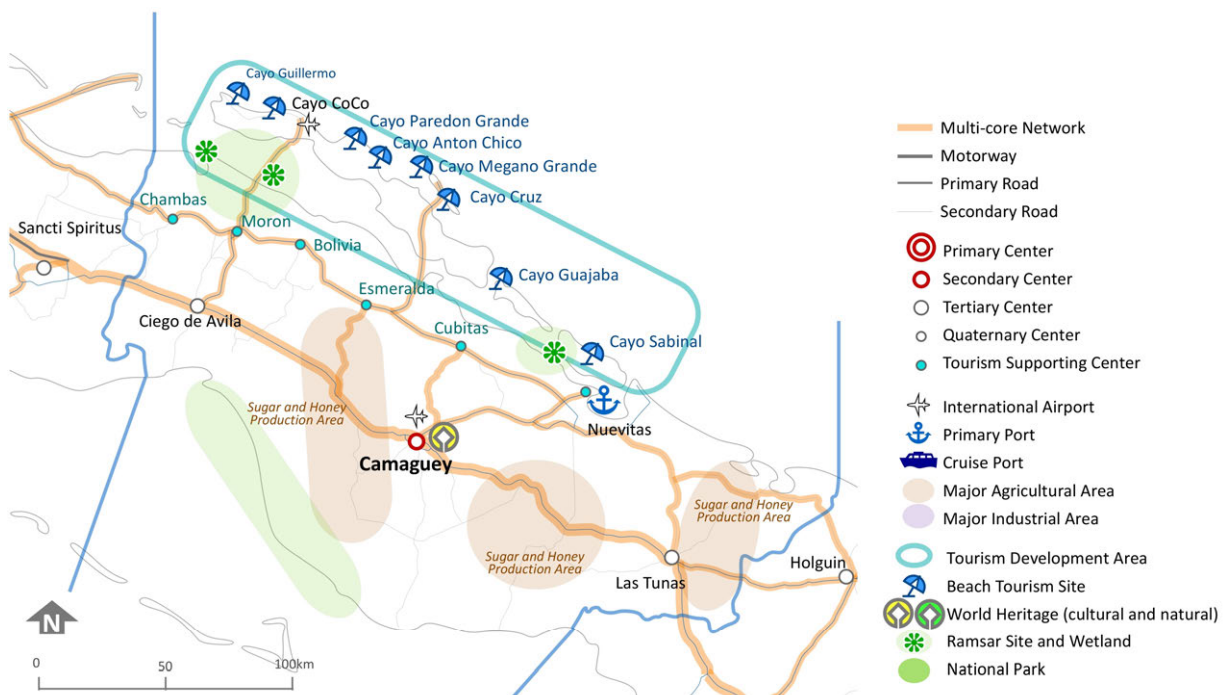 Cayo Guillermo
Cayo CoCo
Cayo Paredon Grande
Cayo Anton Chico
Cayo Megano Grande
Cayo Cruz
Chambas
Moron
Sancti Spiritus
Bolivia
Cayo Guajaba
Esmeralda
Ciego de Avila
Cubitas
Cayo Sabinal
Sugar and Honey
Production Area
Nuevitas
Camaguey
Sugar and Honey
Production Area
Sugar and Honey
Production Area
Las Tunas
Holguin
N
0 50 100km
Multi-core Network
Motorway
Primary Road
Secondary Road
Primary Center
Secondary Center
Tertiary Center
Quaternary Center
Tourism Supporting Center
International Airport
Primary Port
Cruise Port
Major Agricultural Area
Major Industrial Area
Tourism Development Area
Beach Tourism Site
World Heritage (cultural and natural)
Ramsar Site and Wetland
National Park